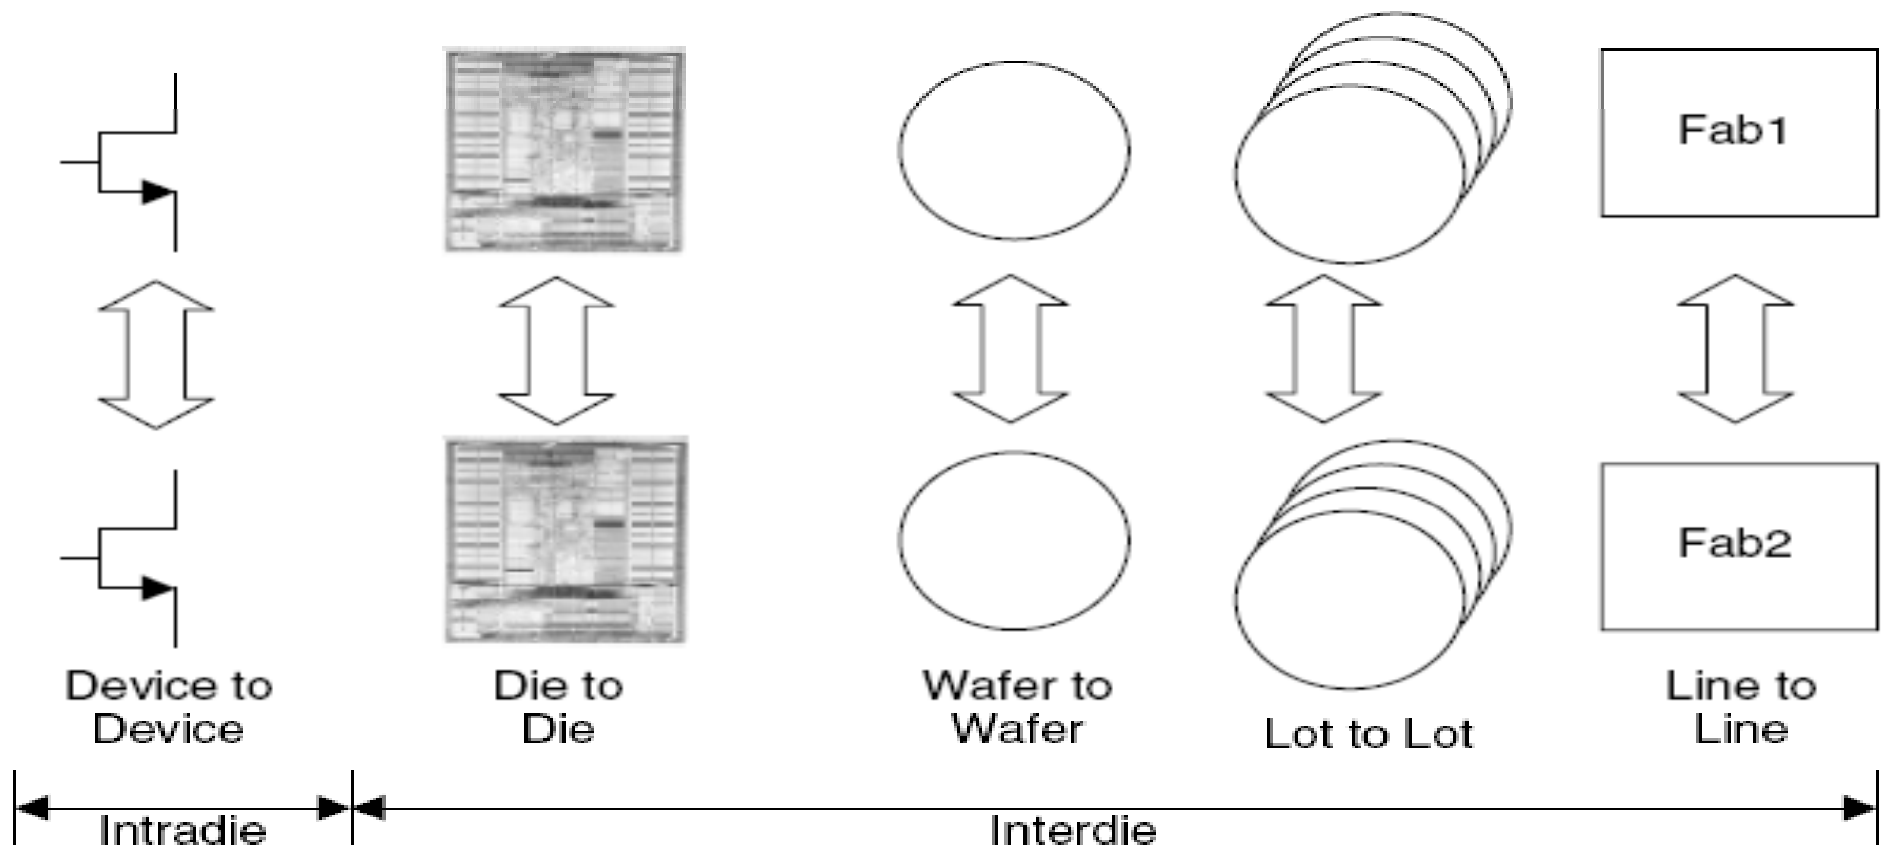 Fab1
Fab2
Device to
Device
Die to
Die
Wafer to
Wafer
Lot to Lot
Line to
Line
Intradie
Interdie